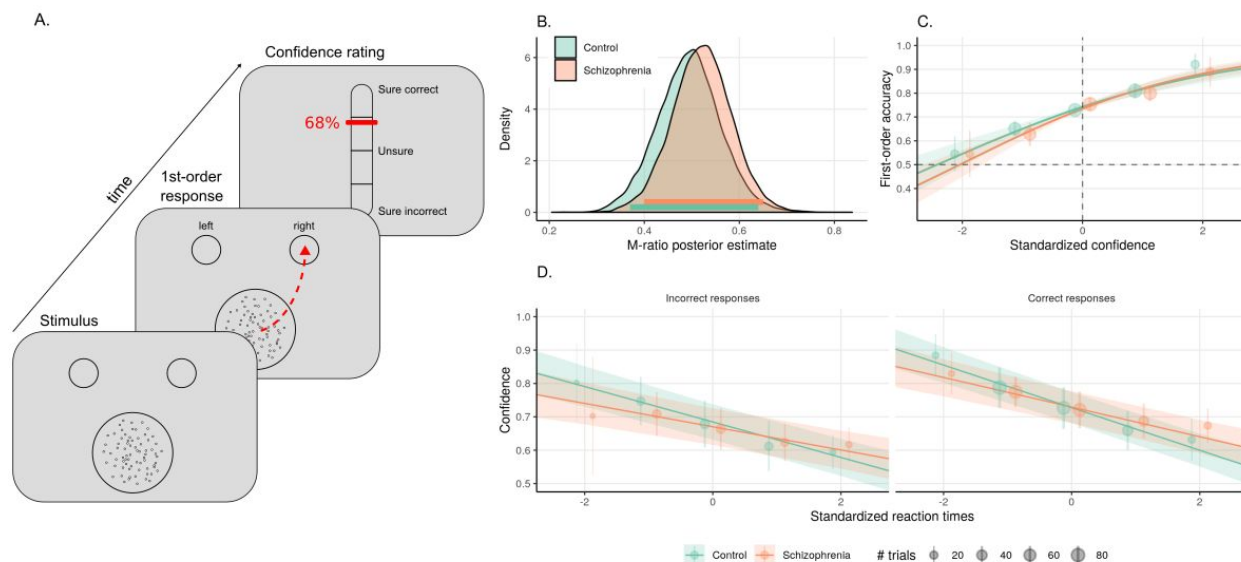 A.
Confidence rating
Sure correct
68%
Unsure
Sure incorrect
time
1st-order
response
left
right
Stimulus
B.
Control
Schizophrenia
Density
6
4
2
0
0.2
0.4
0.6
0.8
M-ratio posterior estimate
C.
First-order accuracy
1.0
0.9
0.8
0.7
0.6
0.5
0.4
-2
0
2
Standardized confidence
D.
Incorrect responses
Correct responses
Confidence
1.0
0.9
0.8
0.7
0.6
0.5
-2
0
2
-2
0
2
Standardized reaction times
Control
Schizophrenia
# trials
20
40
60
80